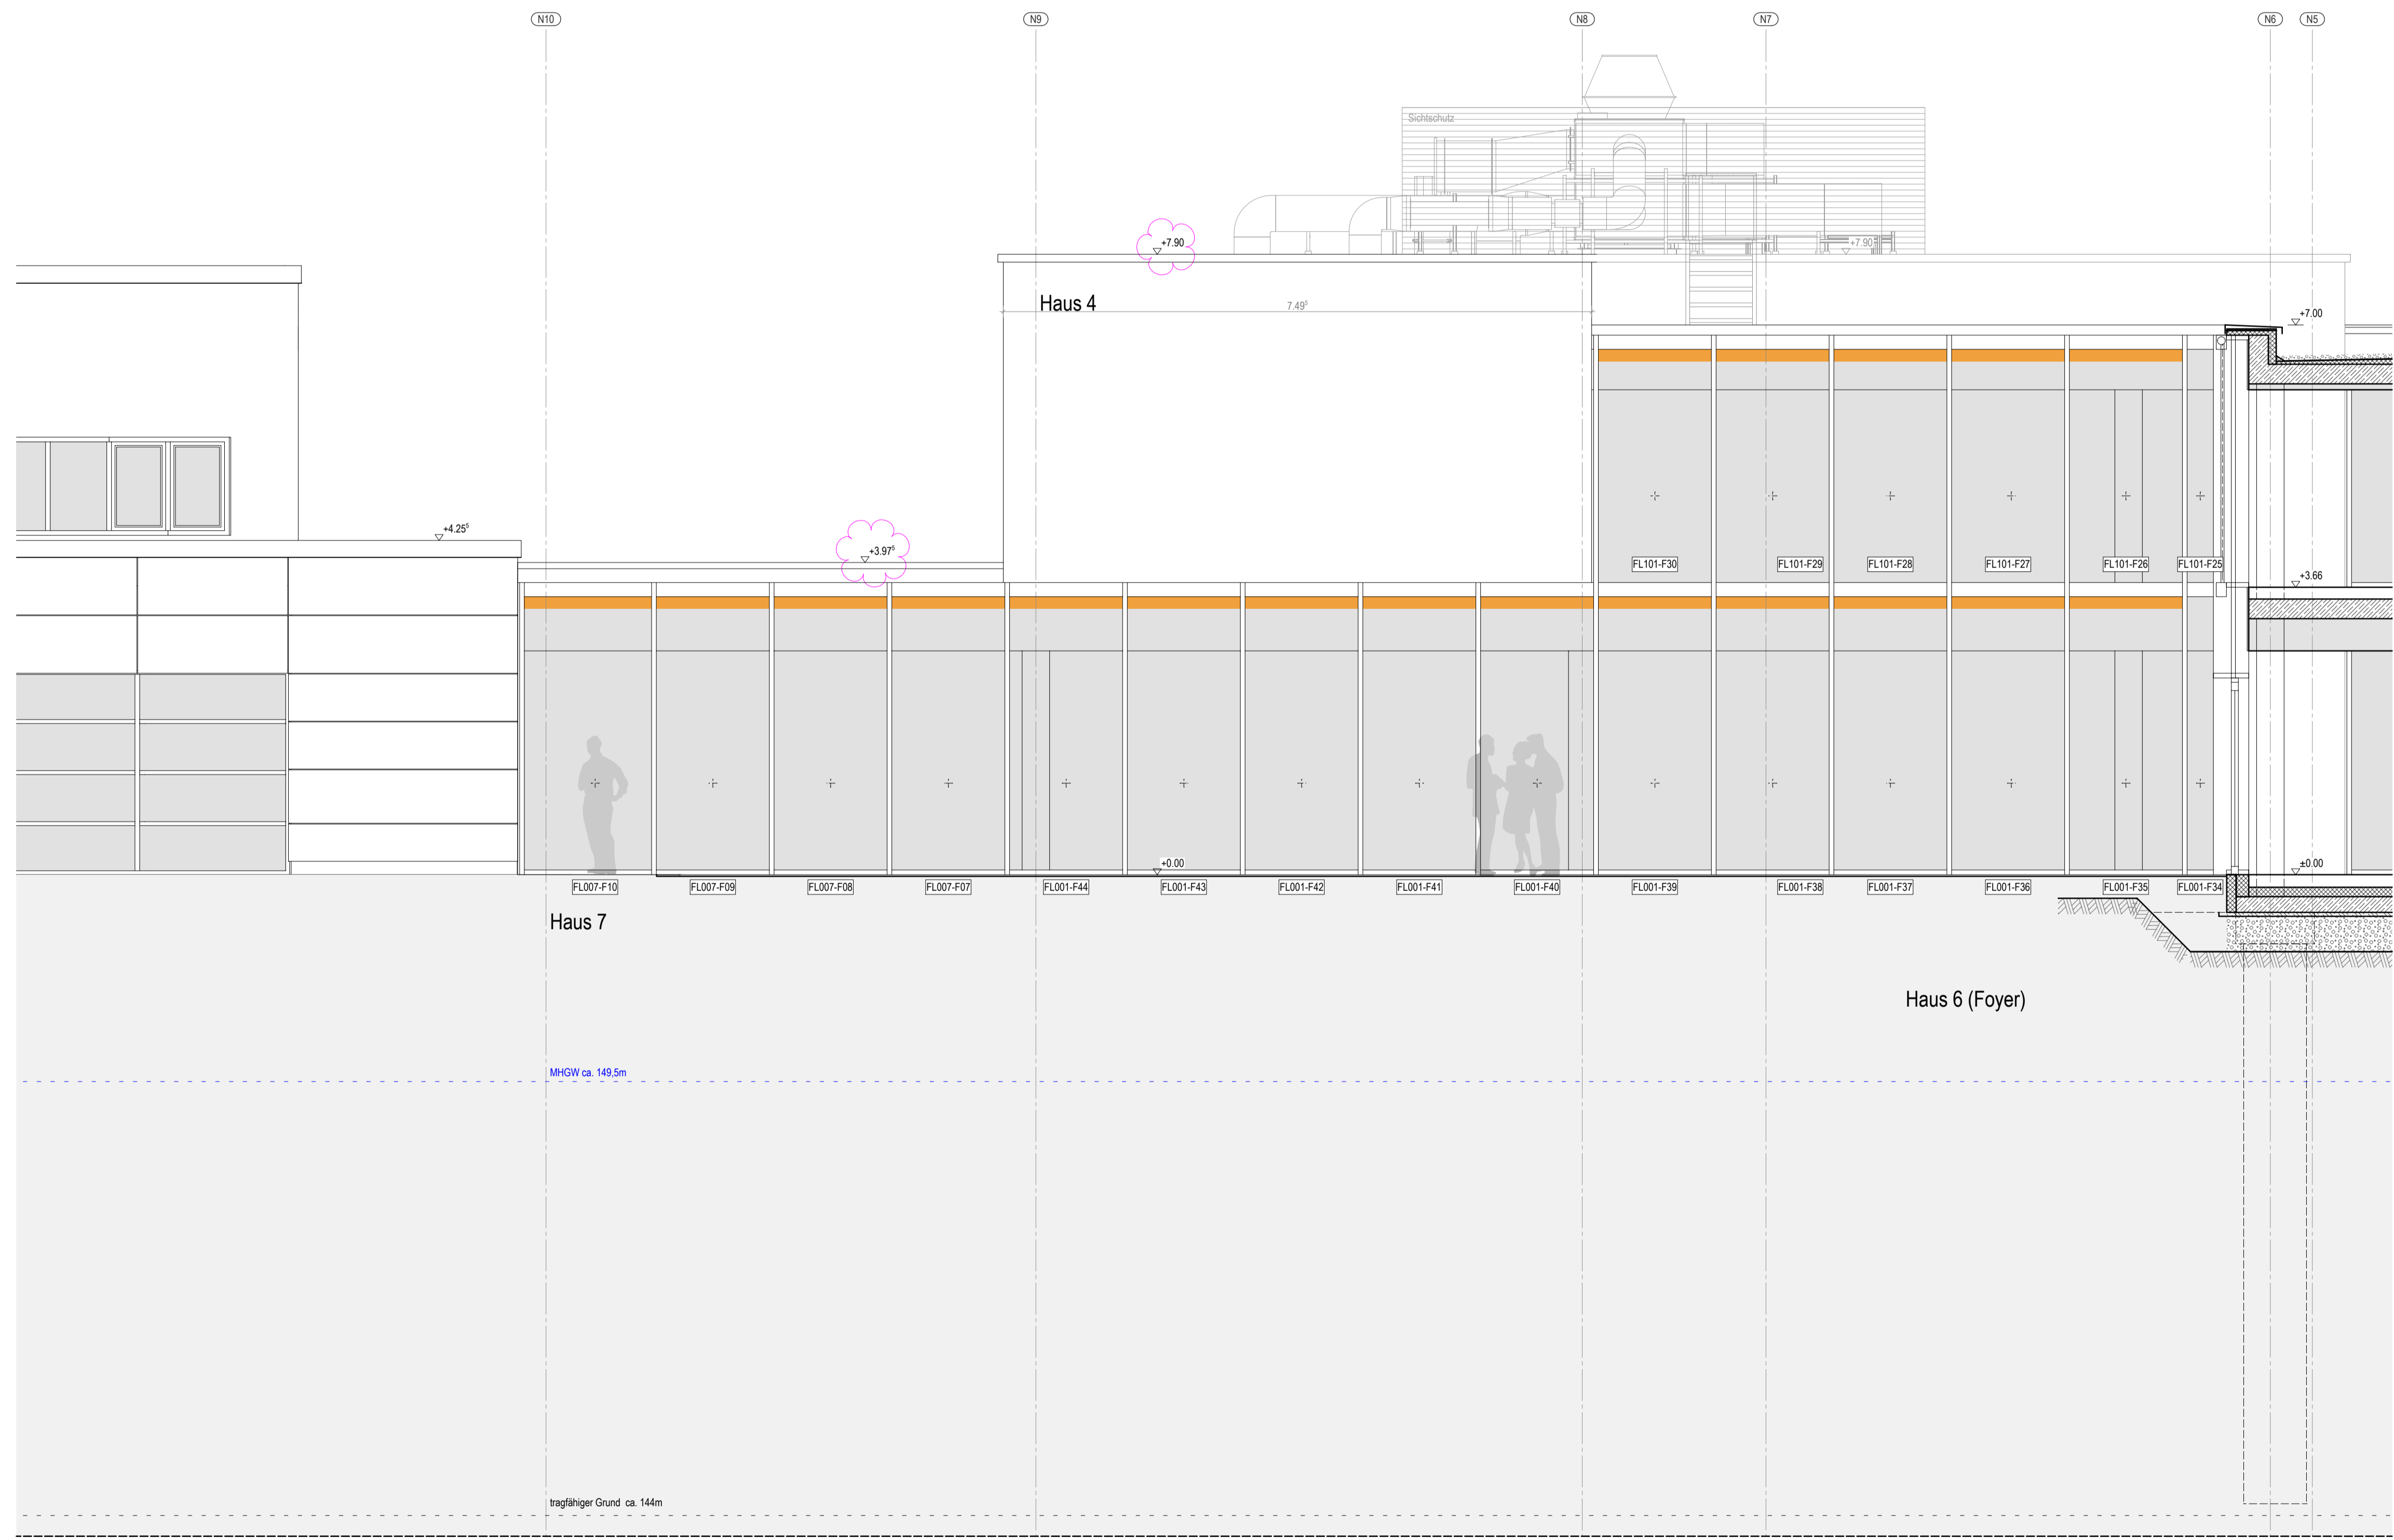 N10 N9 N8 N7 N6 N5
Sichtschutz
+7.90 +7.90
Haus 4 7.49⁵ +7.00
+4.25⁵ +3.97⁵
FL101-F30 FL101-F29 FL101-F28 FL101-F27 FL101-F26 FL101-F25
+3.66
+0.00 ±0.00
FL007-F10 FL007-F09 FL007-F08 FL007-F07 FL001-F44 FL001-F43 FL001-F42 FL001-F41 FL001-F40 FL001-F39 FL001-F38 FL001-F37 FL001-F36 FL001-F35 FL001-F34
Haus 7
Haus 6 (Foyer)
MHGW ca. 149,5m
tragfähiger Grund ca. 144m